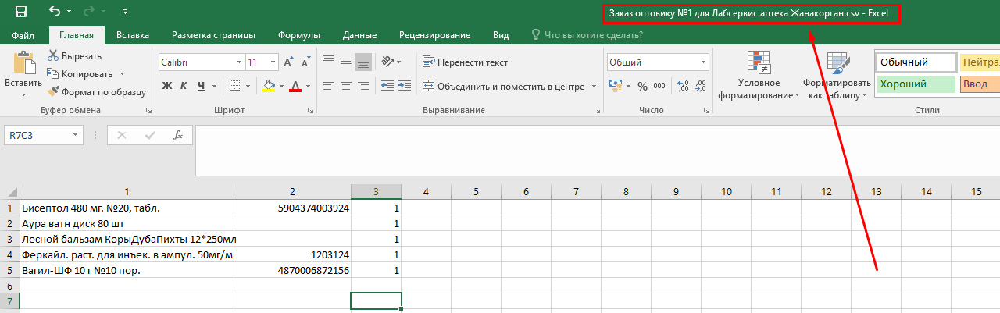 Заказ оптовику №1 для Лабсервис аптека Жанакорган.csv - Excel
Файл Главная Вставка Разметка страницы Формулы Данные Рецензирование Вид Что вы хотите сделать?
Вставить
Вырезать
Копировать
Формат по образцу
Буфер обмена
Calibri 11
Ж К Ч
Шрифт
Перенести текст
Объединить и поместить в центре
Выравнивание
Общий
% 000
Число
Условное форматирование
Форматировать как таблицу
Обычный Нейтрал
Хороший Ввод
Стили
R7C3 fx
1 2 3 4 5 6 7 8 9 10 11 12 13 14 15
1 Бисептол 480 мг. №20, табл. 5904374003924 1
2 Аура ватн диск 80 шт 1
3 Лесной бальзам КорыДубаПихты 12*250мл 1
4 Феркайл. раст. для инъек. в ампул. 50мг/м 1203124 1
5 Вагил-ШФ 10 г №10 пор. 4870006872156 1
6
7